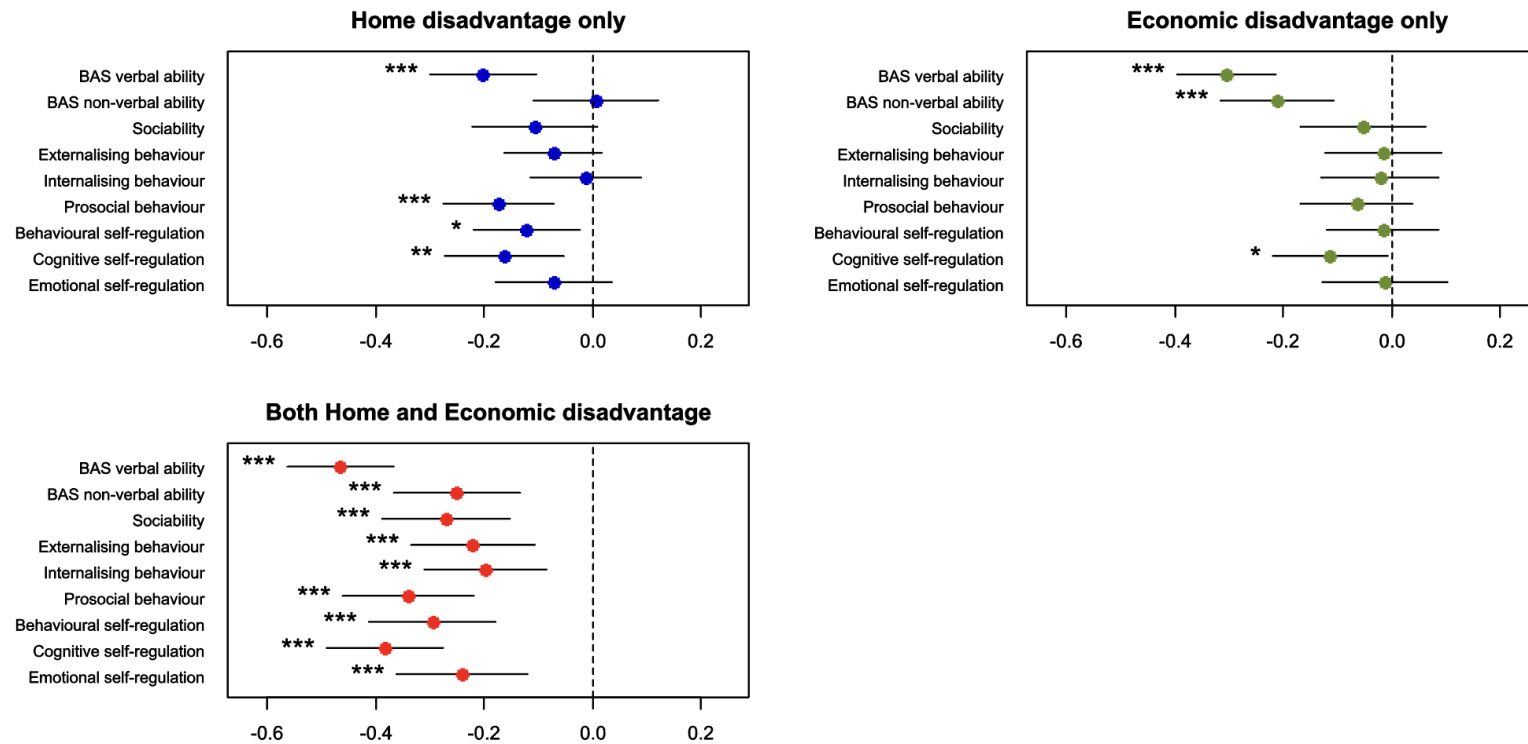 Home disadvantage only
BAS verbal ability
***
BAS non-verbal ability
Sociability
Externalising behaviour
Internalising behaviour
Prosocial behaviour
***
Behavioural self-regulation
*
Cognitive self-regulation
**
Emotional self-regulation
-0.6 -0.4 -0.2 0.0 0.2
Economic disadvantage only
BAS verbal ability
***
BAS non-verbal ability
***
Sociability
Externalising behaviour
Internalising behaviour
Prosocial behaviour
Behavioural self-regulation
Cognitive self-regulation
*
Emotional self-regulation
-0.6 -0.4 -0.2 0.0 0.2
Both Home and Economic disadvantage
BAS verbal ability
***
BAS non-verbal ability
***
Sociability
***
Externalising behaviour
***
Internalising behaviour
***
Prosocial behaviour
***
Behavioural self-regulation
***
Cognitive self-regulation
***
Emotional self-regulation
***
-0.6 -0.4 -0.2 0.0 0.2